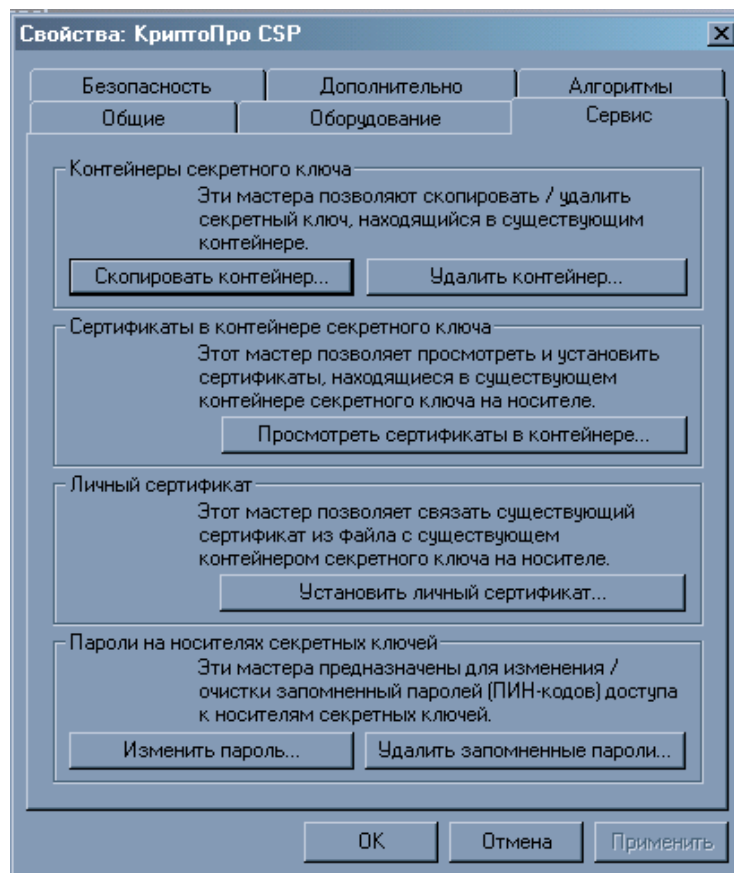 Свойства: КриптоПро CSP
Безопасность
Дополнительно
Алгоритмы
Общие
Оборудование
Сервис
Контейнеры секретного ключа
Эти мастера позволяют скопировать / удалить
секретный ключ, находящийся в существующим
контейнере.
Скопировать контейнер...
Удалить контейнер...
Сертификаты в контейнере секретного ключа
Этот мастер позволяет просмотреть и установить
сертификаты, находящиеся в существующем
контейнере секретного ключа на носителе.
Просмотреть сертификаты в контейнере...
Личный сертификат
Этот мастер позволяет связать существующий
сертификат из файла с существующем
контейнером секретного ключа на носителе.
Установить личный сертификат...
Пароли на носителях секретных ключей
Эти мастера предназначены для изменения /
очистки запомненный паролей (ПИН-кодов) доступа
к носителям секретных ключей.
Изменить пароль...
Удалить запомненные пароли...
OK
Отмена
Применить